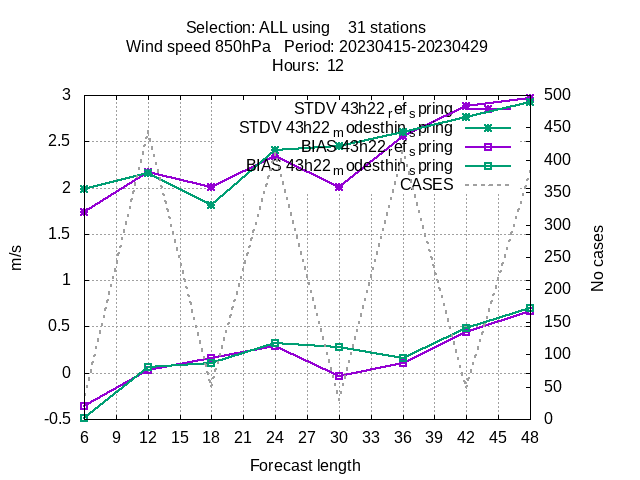 Selection: ALL using    31 stations
Wind speed 850hPa   Period: 20230415-20230429
Hours:  12
3
2.5
2
1.5
1
0.5
0
-0.5
500
450
400
350
300
250
200
150
100
50
0
6 9 12 15 18 21 24 27 30 33 36 39 42 45 48
m/s
No cases
Forecast length
STDV 43h22_ref_spring
STDV 43h22_modesthin_spring
BIAS 43h22_ref_spring
BIAS 43h22_modesthin_spring
CASES